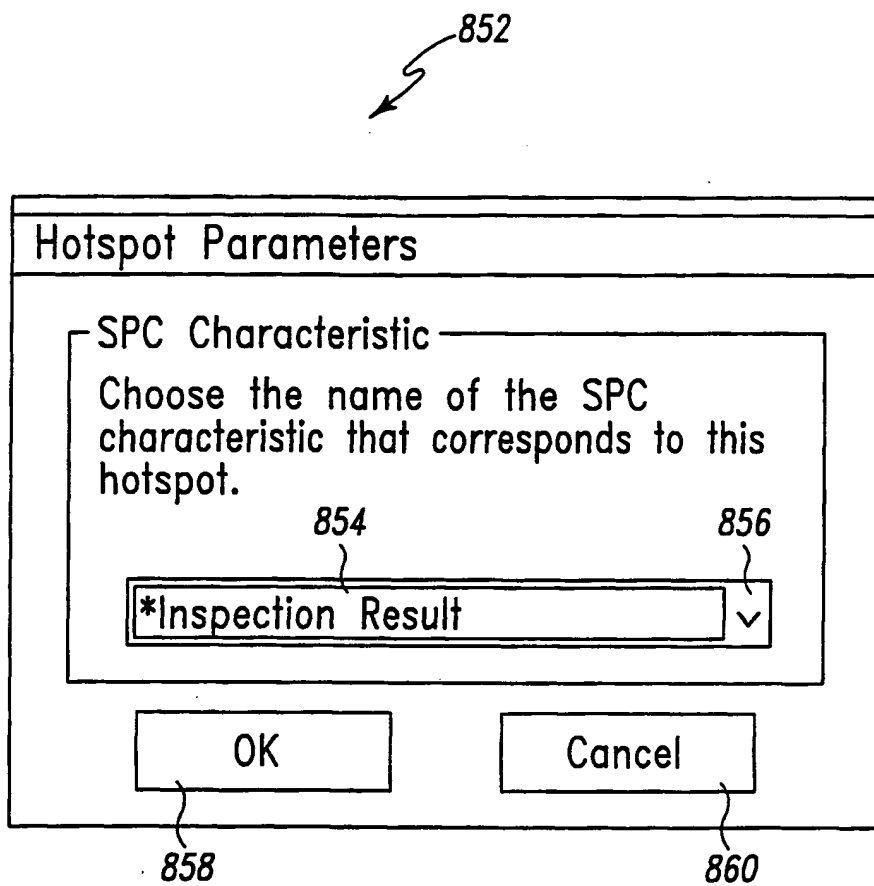 852
Hotspot Parameters
SPC Characteristic
Choose the name of the SPC
characteristic that corresponds to this
hotspot.
854 856
*Inspection Result
OK Cancel
858 860